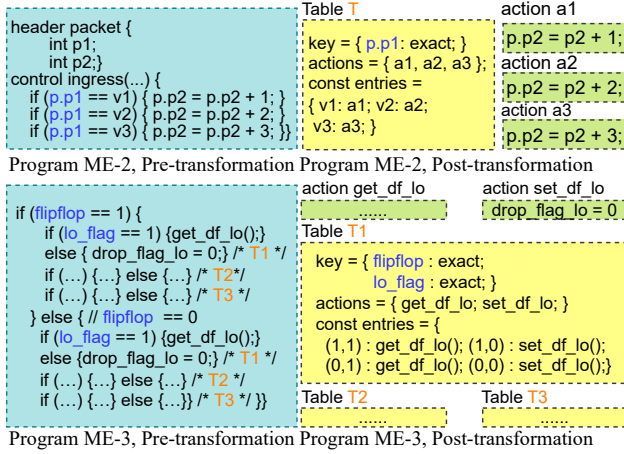 header packet {
int p1;
int p2;}
control ingress(...) {
if (p.p1 == v1) { p.p2 = p.p2 + 1; }
if (p.p1 == v2) { p.p2 = p.p2 + 2; }
if (p.p1 == v3) { p.p2 = p.p2 + 3; }}
Table T
key = { p.p1: exact; }
actions = { a1, a2, a3 };
const entries =
{ v1: a1; v2: a2;
v3: a3; }
action a1
p.p2 = p2 + 1;
action a2
p.p2 = p2 + 2;
action a3
p.p2 = p2 + 3;
Program ME-2, Pre-transformation Program ME-2, Post-transformation
if (flipflop == 1) {
if (lo_flag == 1) {get_df_lo();}
else { drop_flag_lo = 0;} /* T1 */
if (...) {...} else {...} /* T2*/
if (...) {...} else {...} /* T3 */
} else { // flipflop == 0
if (lo_flag == 1) {get_df_lo();}
else {drop_flag_lo = 0;} /* T1 */
if (...) {...} else {...} /* T2 */
if (...) {...} else {...}} /* T3 */ }}
action get_df_lo
......
action set_df_lo
drop_flag_lo = 0
Table T1
key = { flipflop : exact;
lo_flag : exact; }
actions = { get_df_lo; set_df_lo; }
const entries = {
(1,1) : get_df_lo(); (1,0) : set_df_lo();
(0,1) : get_df_lo(); (0,0) : set_df_lo();}
Table T2
......
Table T3
......
Program ME-3, Pre-transformation Program ME-3, Post-transformation